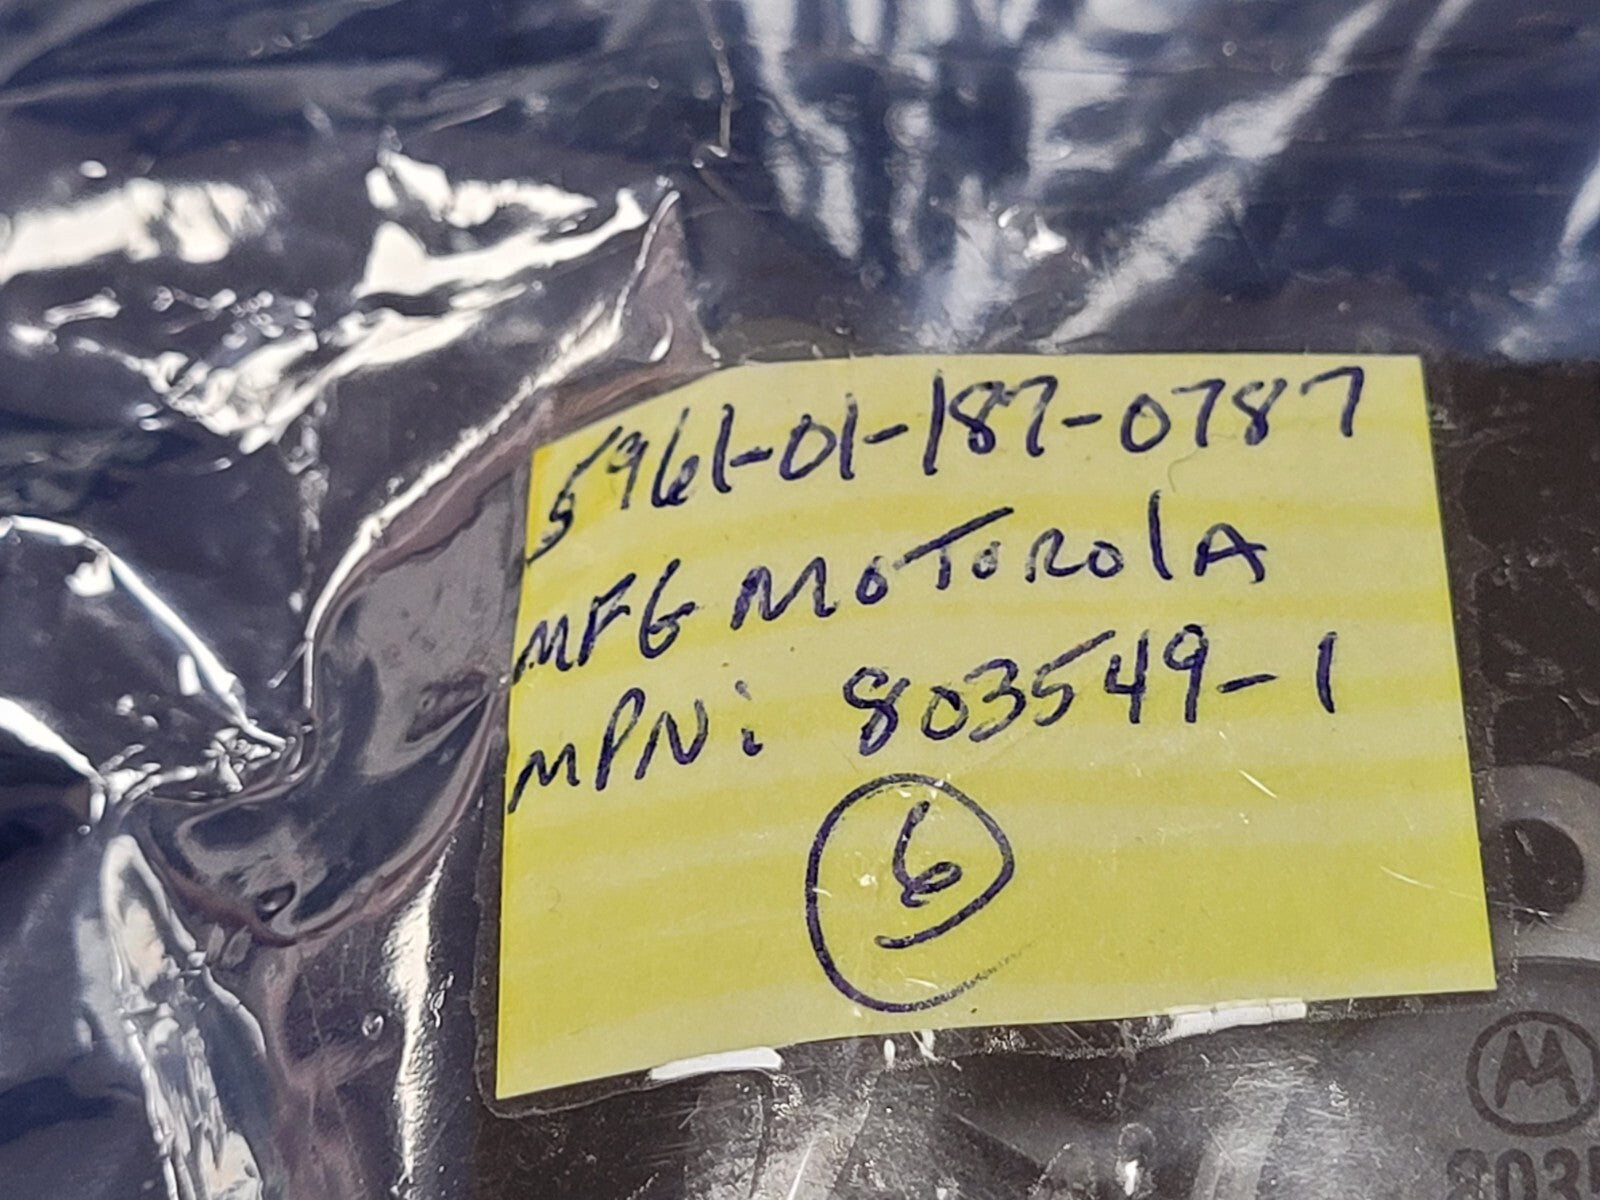 5961-01-187-0787
MFG MOTOROLA
MPN: 803549-1
6
M